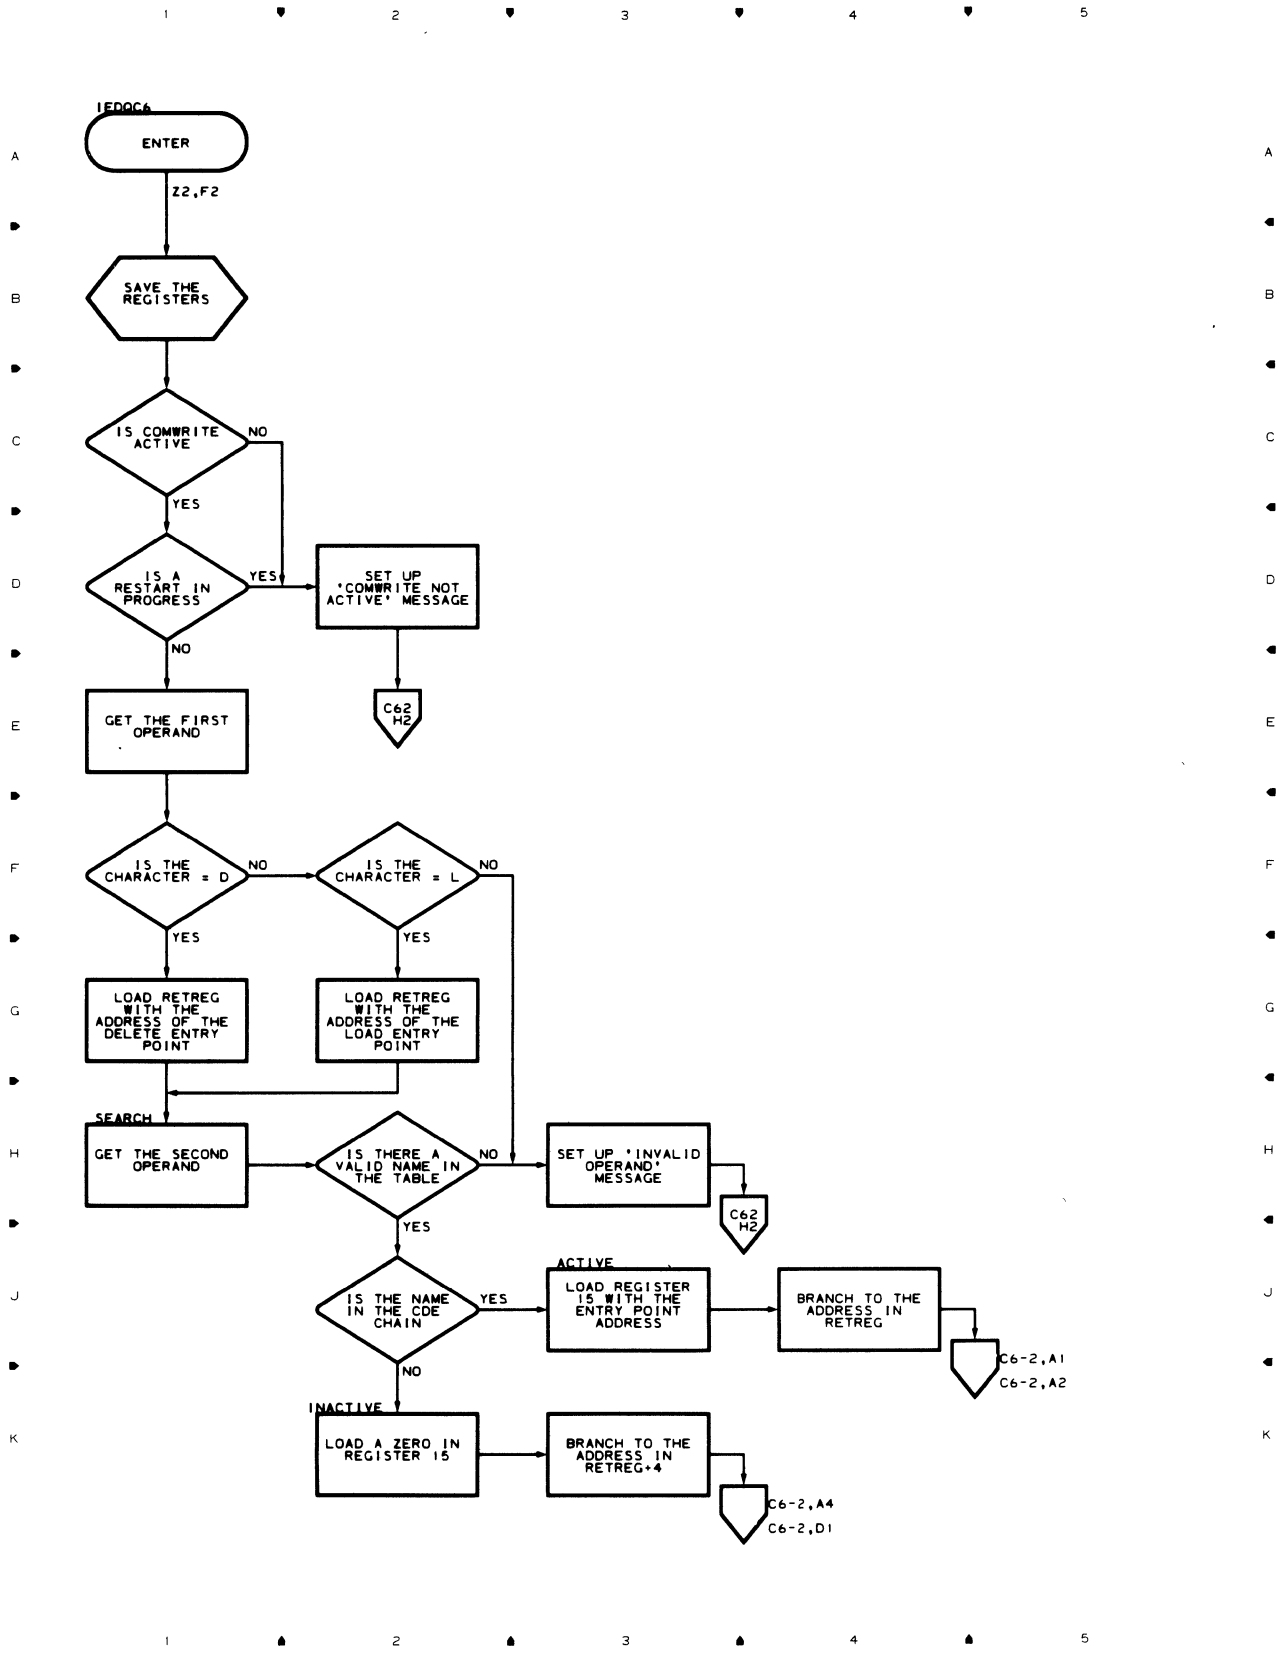 1 2 3 4 5
IEDQC6
ENTER
A A
Z2,F2
SAVE THE
REGISTERS
B B
IS COMWRITE
ACTIVE
NO
C C
YES
IS A
RESTART IN
PROGRESS
YES
SET UP
'COMWRITE NOT
ACTIVE' MESSAGE
D D
NO
GET THE FIRST
OPERAND
C62
H2
E E
IS THE
CHARACTER = D
NO
IS THE
CHARACTER = L
NO
F F
YES
YES
LOAD RETREG
WITH THE
ADDRESS OF THE
DELETE ENTRY
POINT
LOAD RETREG
WITH THE
ADDRESS OF THE
LOAD ENTRY
POINT
G G
SEARCH
GET THE SECOND
OPERAND
IS THERE A
VALID NAME IN
THE TABLE
NO
SET UP 'INVALID
OPERAND'
MESSAGE
H H
C62
H2
YES
IS THE NAME
IN THE CDE
CHAIN
YES
ACTIVE
LOAD REGISTER
15 WITH THE
ENTRY POINT
ADDRESS
BRANCH TO THE
ADDRESS IN
RETREG
J J
C6-2,A1
C6-2,A2
NO
INACTIVE
LOAD A ZERO IN
REGISTER 15
BRANCH TO THE
ADDRESS IN
RETREG+4
K K
C6-2,A4
C6-2,D1
1 2 3 4 5